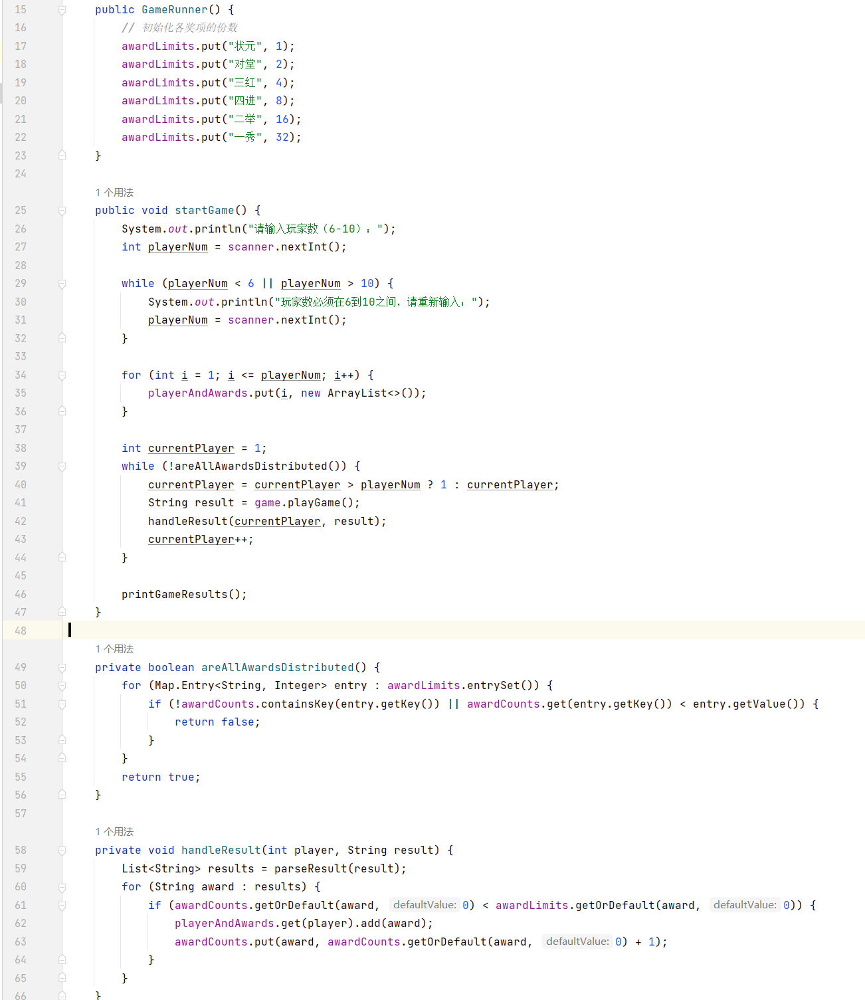 15 public GameRunner() {
16 // 初始化各奖项的份数
17 awardLimits.put("状元", 1);
18 awardLimits.put("对堂", 2);
19 awardLimits.put("三红", 4);
20 awardLimits.put("四进", 8);
21 awardLimits.put("二举", 16);
22 awardLimits.put("一秀", 32);
23 }
24
1 个用法
25 public void startGame() {
26 System.out.println("请输入玩家数（6-10）：");
27 int playerNum = scanner.nextInt();
28
29 while (playerNum < 6 || playerNum > 10) {
30 System.out.println("玩家数必须在6到10之间，请重新输入：");
31 playerNum = scanner.nextInt();
32 }
33
34 for (int i = 1; i <= playerNum; i++) {
35 playerAndAwards.put(i, new ArrayList<>());
36 }
37
38 int currentPlayer = 1;
39 while (!areAllAwardsDistributed()) {
40 currentPlayer = currentPlayer > playerNum ? 1 : currentPlayer;
41 String result = game.playGame();
42 handleResult(currentPlayer, result);
43 currentPlayer++;
44 }
45
46 printGameResults();
47 }
48
1 个用法
49 private boolean areAllAwardsDistributed() {
50 for (Map.Entry<String, Integer> entry : awardLimits.entrySet()) {
51 if (!awardCounts.containsKey(entry.getKey()) || awardCounts.get(entry.getKey()) < entry.getValue()) {
52 return false;
53 }
54 }
55 return true;
56 }
57
1 个用法
58 private void handleResult(int player, String result) {
59 List<String> results = parseResult(result);
60 for (String award : results) {
61 if (awardCounts.getOrDefault(award, defaultValue: 0) < awardLimits.getOrDefault(award, defaultValue: 0)) {
62 playerAndAwards.get(player).add(award);
63 awardCounts.put(award, awardCounts.getOrDefault(award, defaultValue: 0) + 1);
64 }
65 }
66 }